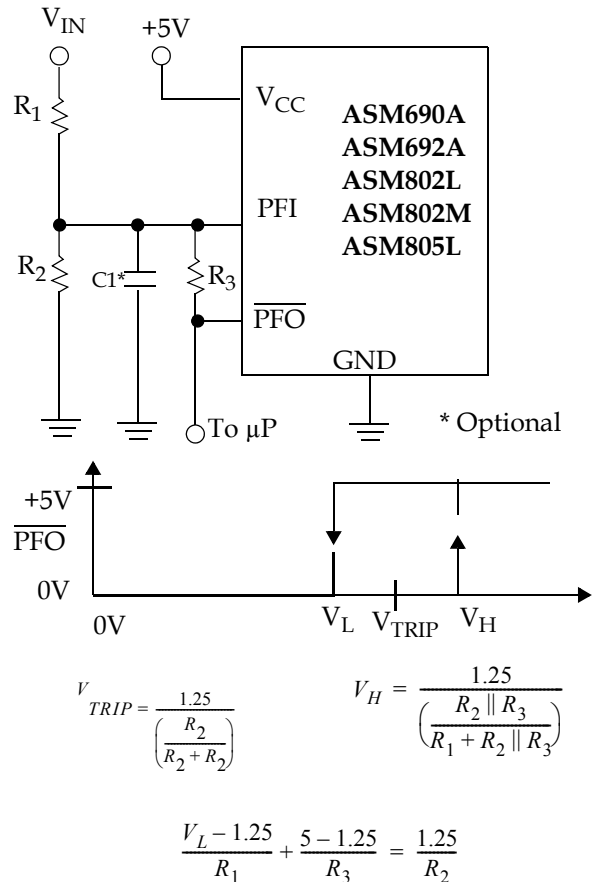 V_IN
+5V
R_1
V_CC
ASM690A
ASM692A
ASM802L
ASM802M
ASM805L
PFI
R_2
C1*
R_3
P̅F̅O̅
GND
To µP
* Optional
+5V
P̅F̅O̅
0V
0V
V_L
V_TRIP
V_H
V_TRIP = 1.25 / (R_2 / (R_2 + R_2))
V_H = 1.25 / (R_2 || R_3 / (R_1 + R_2 || R_3))
(V_L – 1.25) / R_1 + (5 – 1.25) / R_3 = 1.25 / R_2